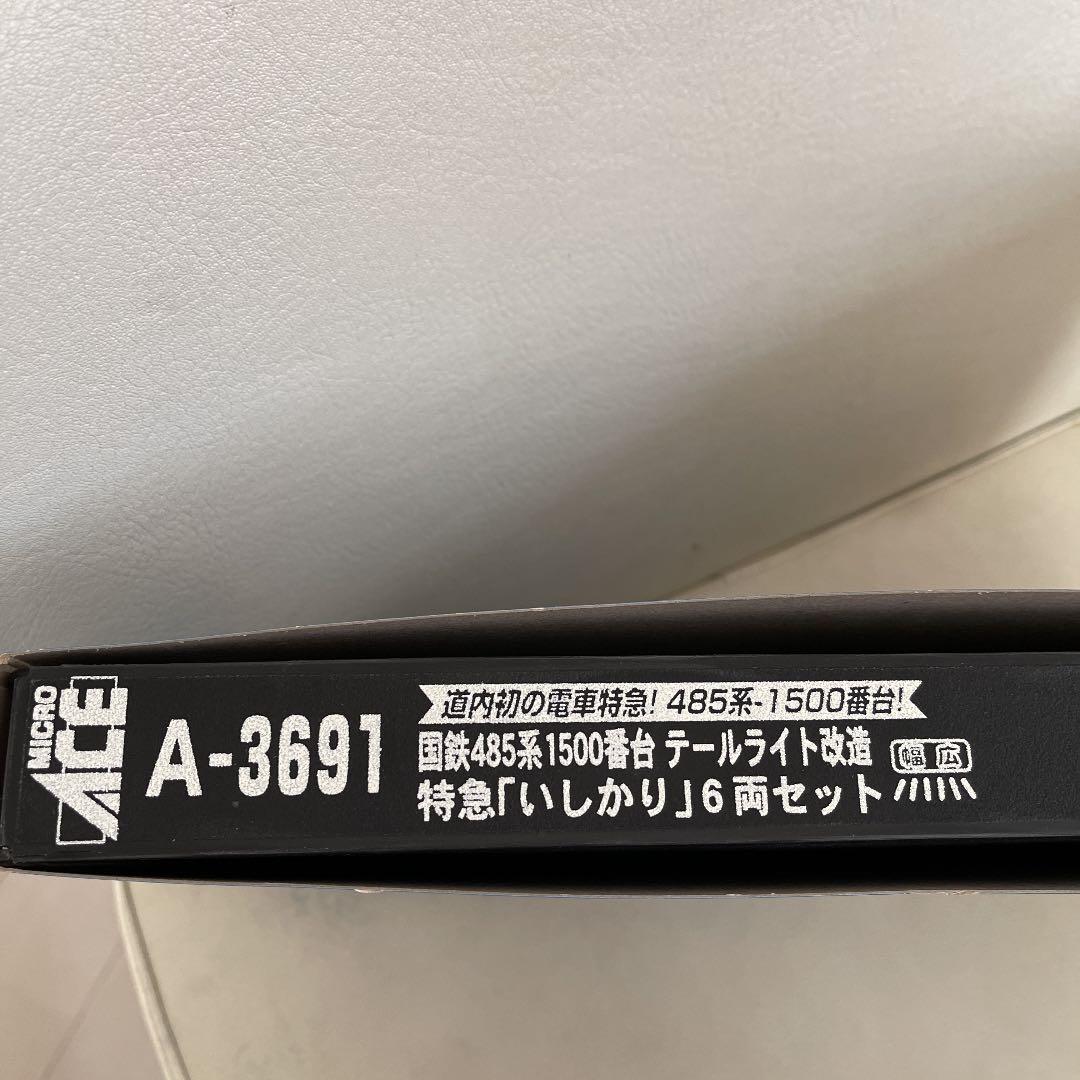 MICRO
ACE
A-3691
道内初の電車特急! 485系-1500番台!
国鉄485系1500番台 テールライト改造
特急「いしかり」6両セット
幅広